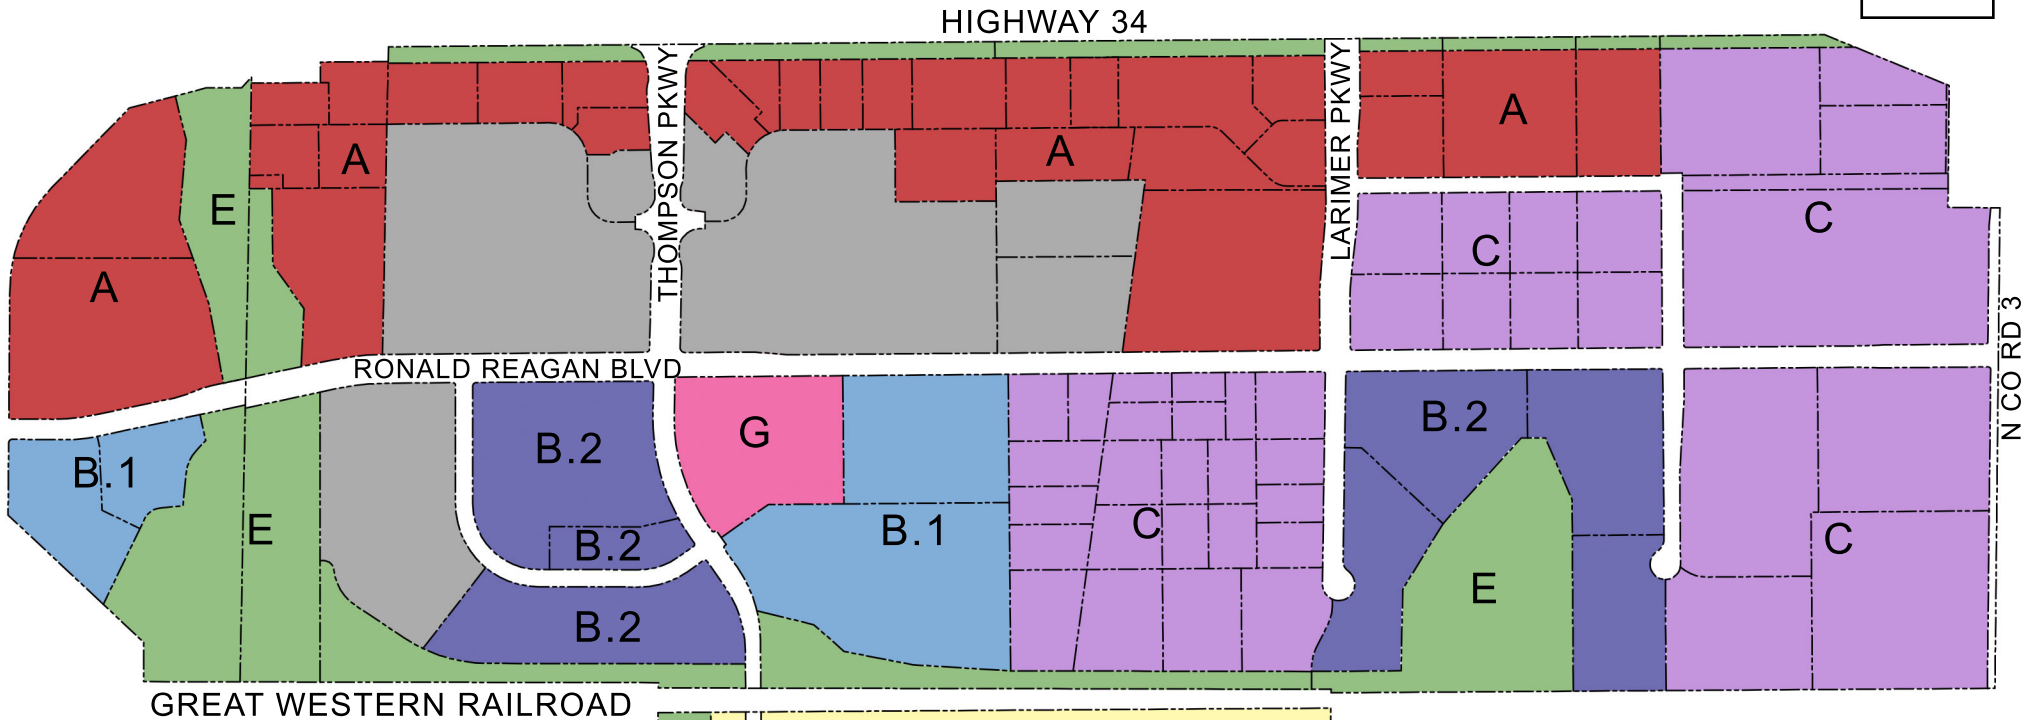 HIGHWAY 34
THOMPSON PKWY
LARIMER PKWY
A
A
A
E
C
C
A
N CO RD 3
RONALD REAGAN BLVD
B.2
G
B.2
B.1
E
B.1
C
C
B.2
E
B.2
GREAT WESTERN RAILROAD